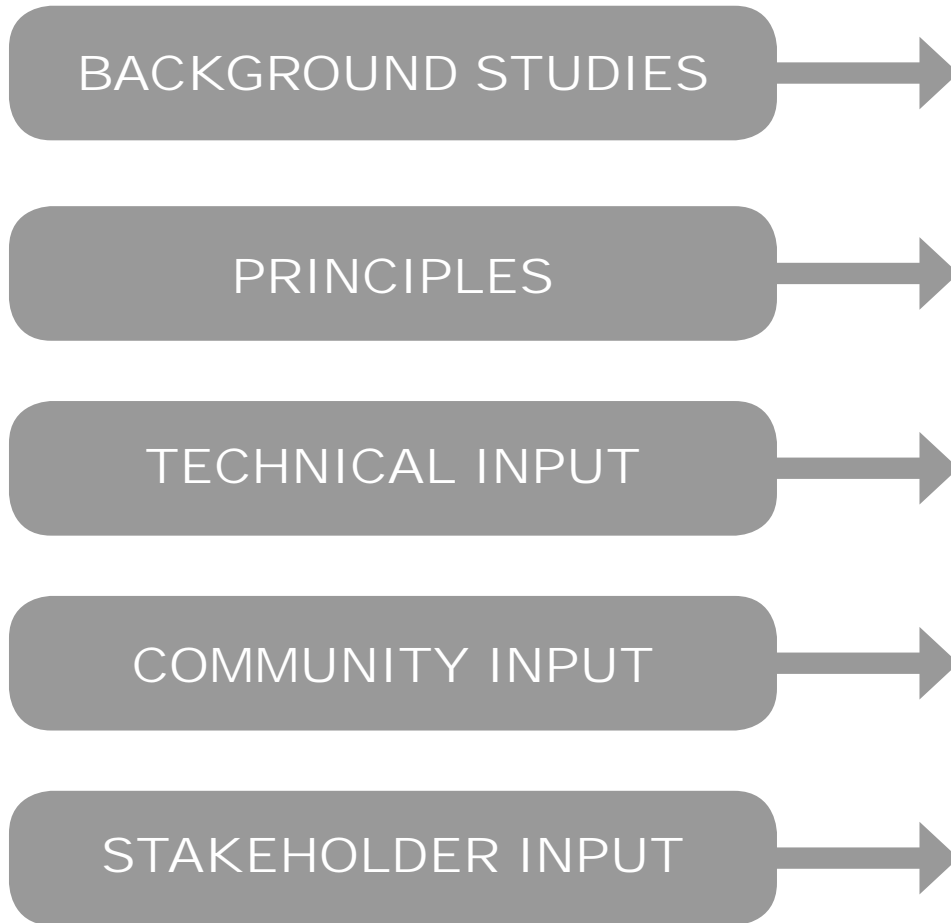 BACKGROUND STUDIES
PRINCIPLES
TECHNICAL INPUT
COMMUNITY INPUT
STAKEHOLDER INPUT